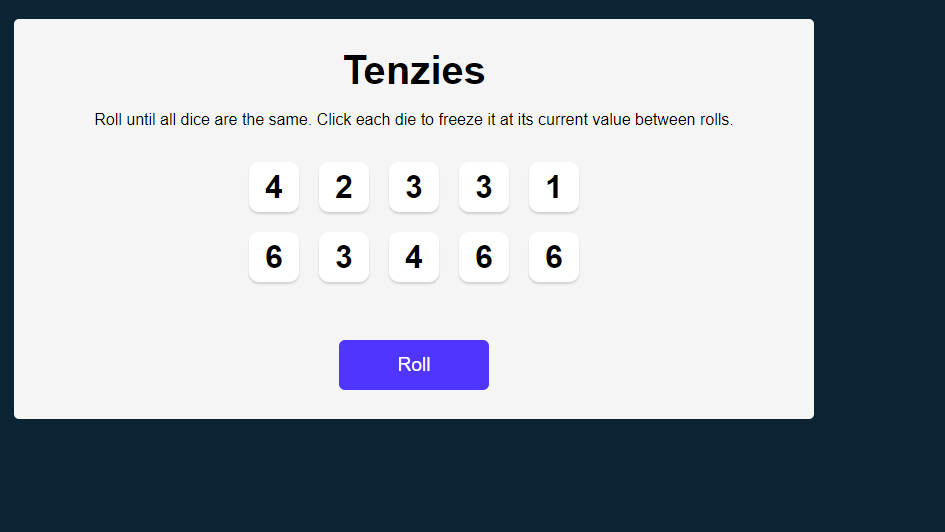 Tenzies
Roll until all dice are the same. Click each die to freeze it at its current value between rolls.
4 2 3 3 1
6 3 4 6 6
Roll